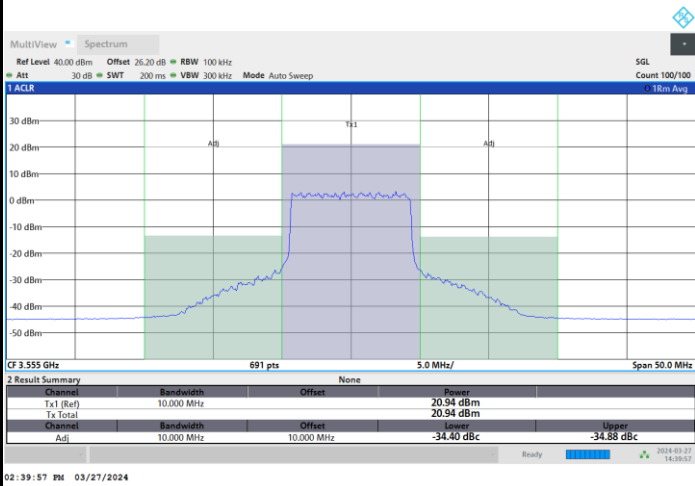 MultiView Spectrum
Ref Level 40.00 dBm Offset 26.20 dB RBW 100 kHz SGL
Att 30 dB SWT 200 ms VBW 300 kHz Mode Auto Sweep Count 100/100
1 ACLR 1Rm Avg
30 dBm
Tx1
20 dBm
Adj
Adj
10 dBm
0 dBm
-10 dBm
-20 dBm
-30 dBm
-40 dBm
-50 dBm
CF 3.555 GHz 691 pts 5.0 MHz/ Span 50.0 MHz
2 Result Summary None
Channel Bandwidth Offset Power
Tx1 (Ref) 10.000 MHz 20.94 dBm
Tx Total 20.94 dBm
Channel Bandwidth Offset Lower Upper
Adj 10.000 MHz 10.000 MHz -34.40 dBc -34.88 dBc
Ready 2024-03-27
14:39:57
02:39:57 PM 03/27/2024